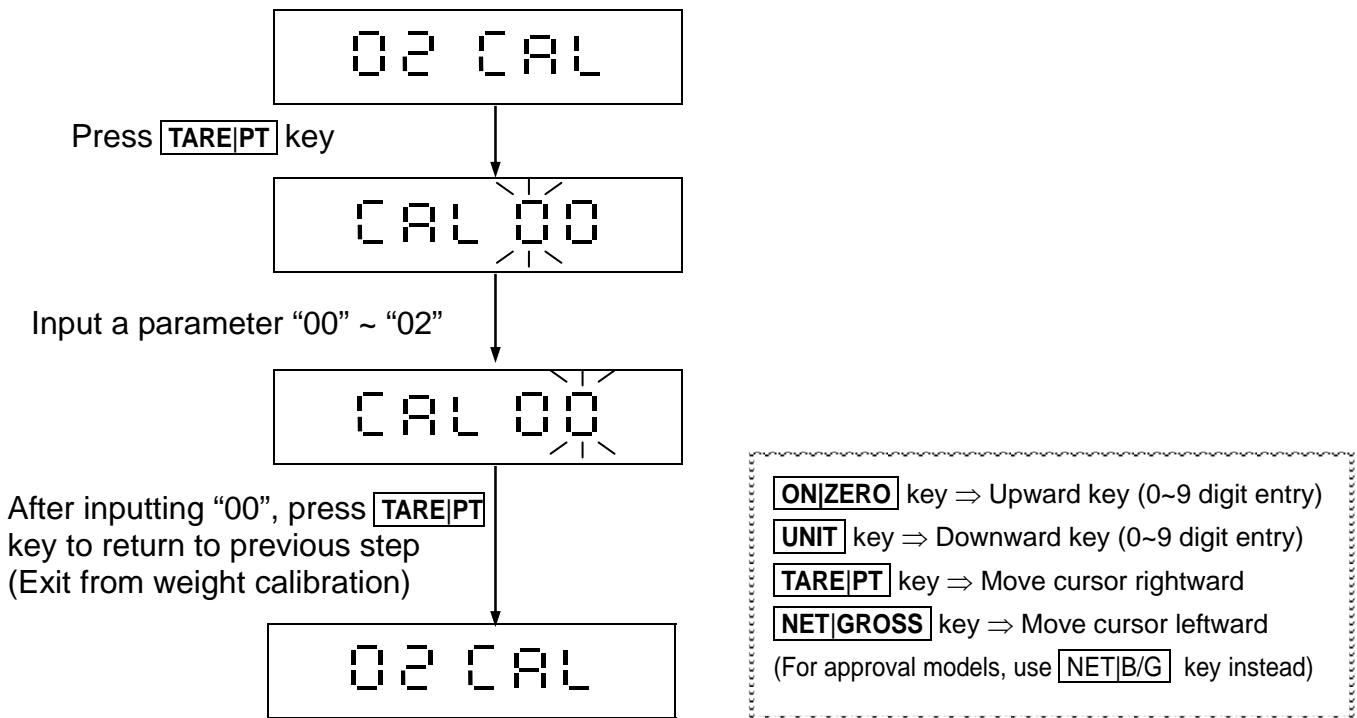 02 CAL
Press TARE|PT key
CAL 00
Input a parameter “00” ~ “02”
CAL 00
After inputting “00”, press TARE|PT
key to return to previous step
(Exit from weight calibration)
02 CAL
ON|ZERO key ⇒ Upward key (0~9 digit entry)
UNIT key ⇒ Downward key (0~9 digit entry)
TARE|PT key ⇒ Move cursor rightward
NET|GROSS key ⇒ Move cursor leftward
(For approval models, use NET|B/G key instead)